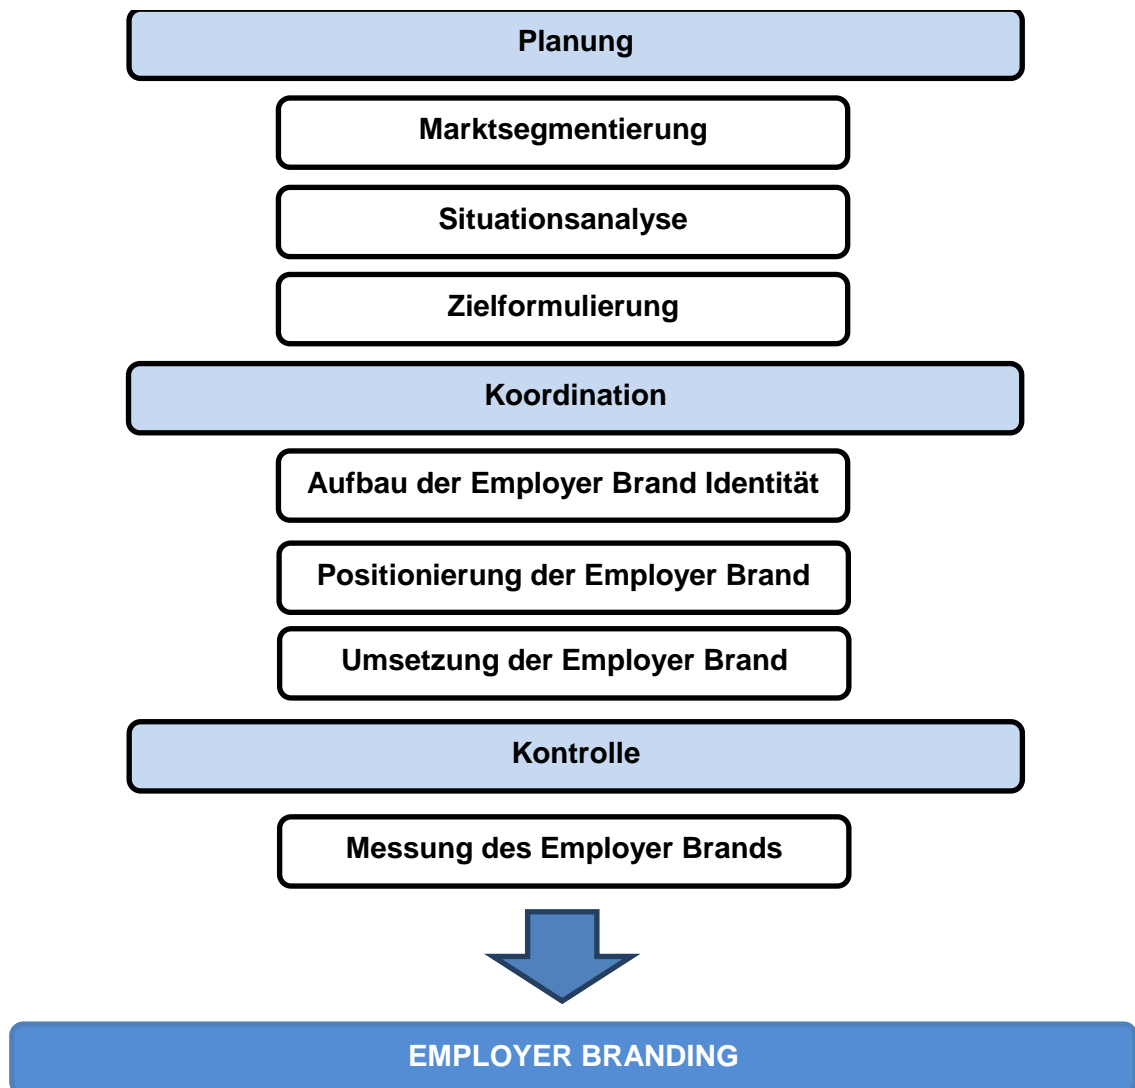 Planung
Marktsegmentierung
Situationsanalyse
Zielformulierung
Koordination
Aufbau der Employer Brand Identität
Positionierung der Employer Brand
Umsetzung der Employer Brand
Kontrolle
Messung des Employer Brands
EMPLOYER BRANDING